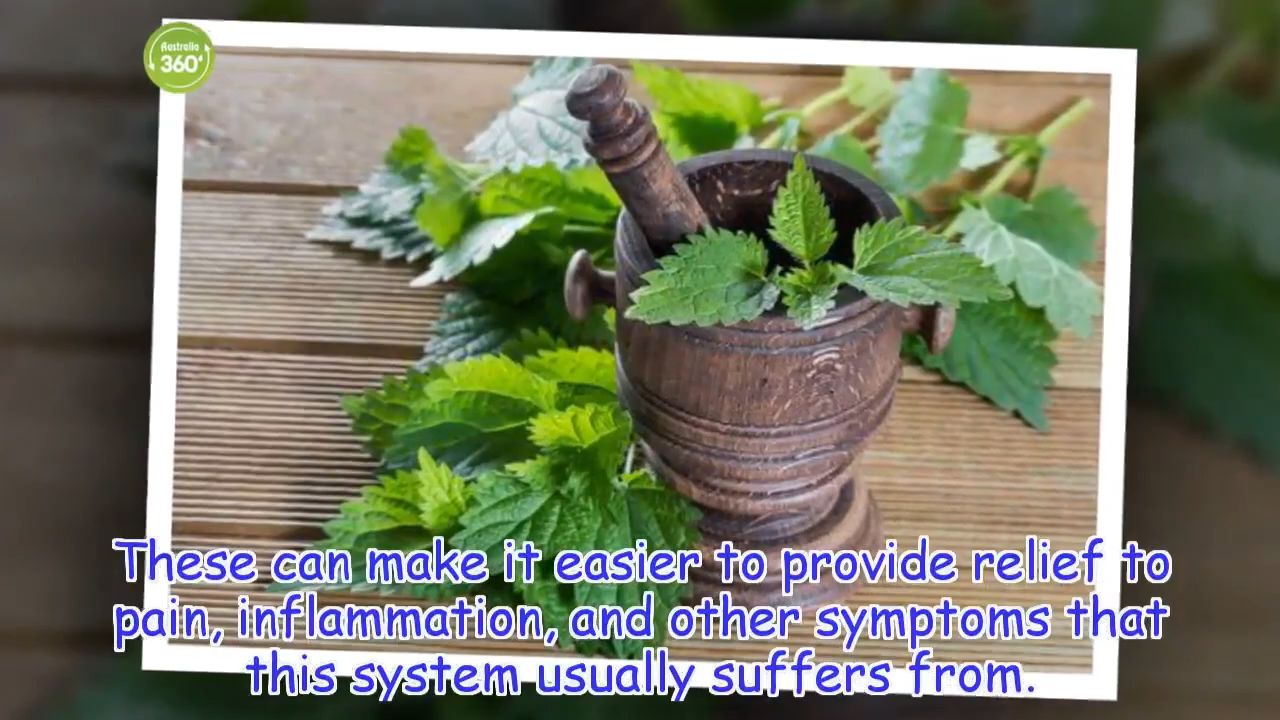 Australia
360°
These can make it easier to provide relief to
pain, inflammation, and other symptoms that
this system usually suffers from.